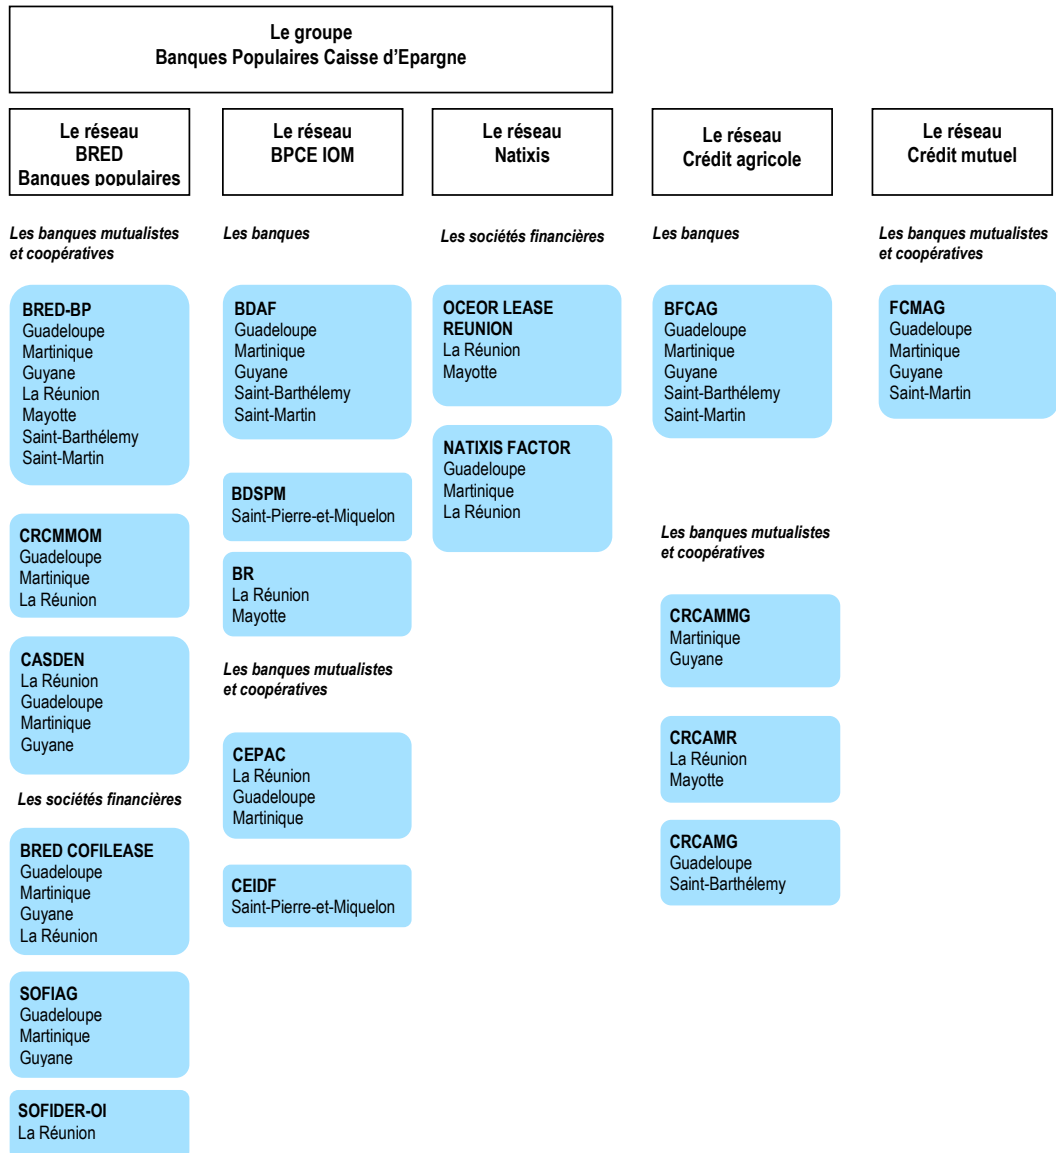 Le groupe
Banques Populaires Caisse d’Epargne
Le réseau
BRED
Banques populaires
Les banques mutualistes
et coopératives
BRED-BP
Guadeloupe
Martinique
Guyane
La Réunion
Mayotte
Saint-Barthélemy
Saint-Martin
CRCMMOM
Guadeloupe
Martinique
La Réunion
CASDEN
La Réunion
Guadeloupe
Martinique
Guyane
Les sociétés financières
BRED COFILEASE
Guadeloupe
Martinique
Guyane
La Réunion
SOFIAG
Guadeloupe
Martinique
Guyane
SOFIDER-OI
La Réunion
Le réseau
BPCE IOM
Les banques
BDAF
Guadeloupe
Martinique
Guyane
Saint-Barthélemy
Saint-Martin
BDSPM
Saint-Pierre-et-Miquelon
BR
La Réunion
Mayotte
Les banques mutualistes
et coopératives
CEPAC
La Réunion
Guadeloupe
Martinique
CEIDF
Saint-Pierre-et-Miquelon
Le réseau
Natixis
Les sociétés financières
OCEOR LEASE
REUNION
La Réunion
Mayotte
NATIXIS FACTOR
Guadeloupe
Martinique
La Réunion
Le réseau
Crédit agricole
Les banques
BFCAG
Guadeloupe
Martinique
Guyane
Saint-Barthélemy
Saint-Martin
Les banques mutualistes
et coopératives
CRCAMMG
Martinique
Guyane
CRCAMR
La Réunion
Mayotte
CRCAMG
Guadeloupe
Saint-Barthélemy
Le réseau
Crédit mutuel
Les banques mutualistes
et coopératives
FCMAG
Guadeloupe
Martinique
Guyane
Saint-Martin